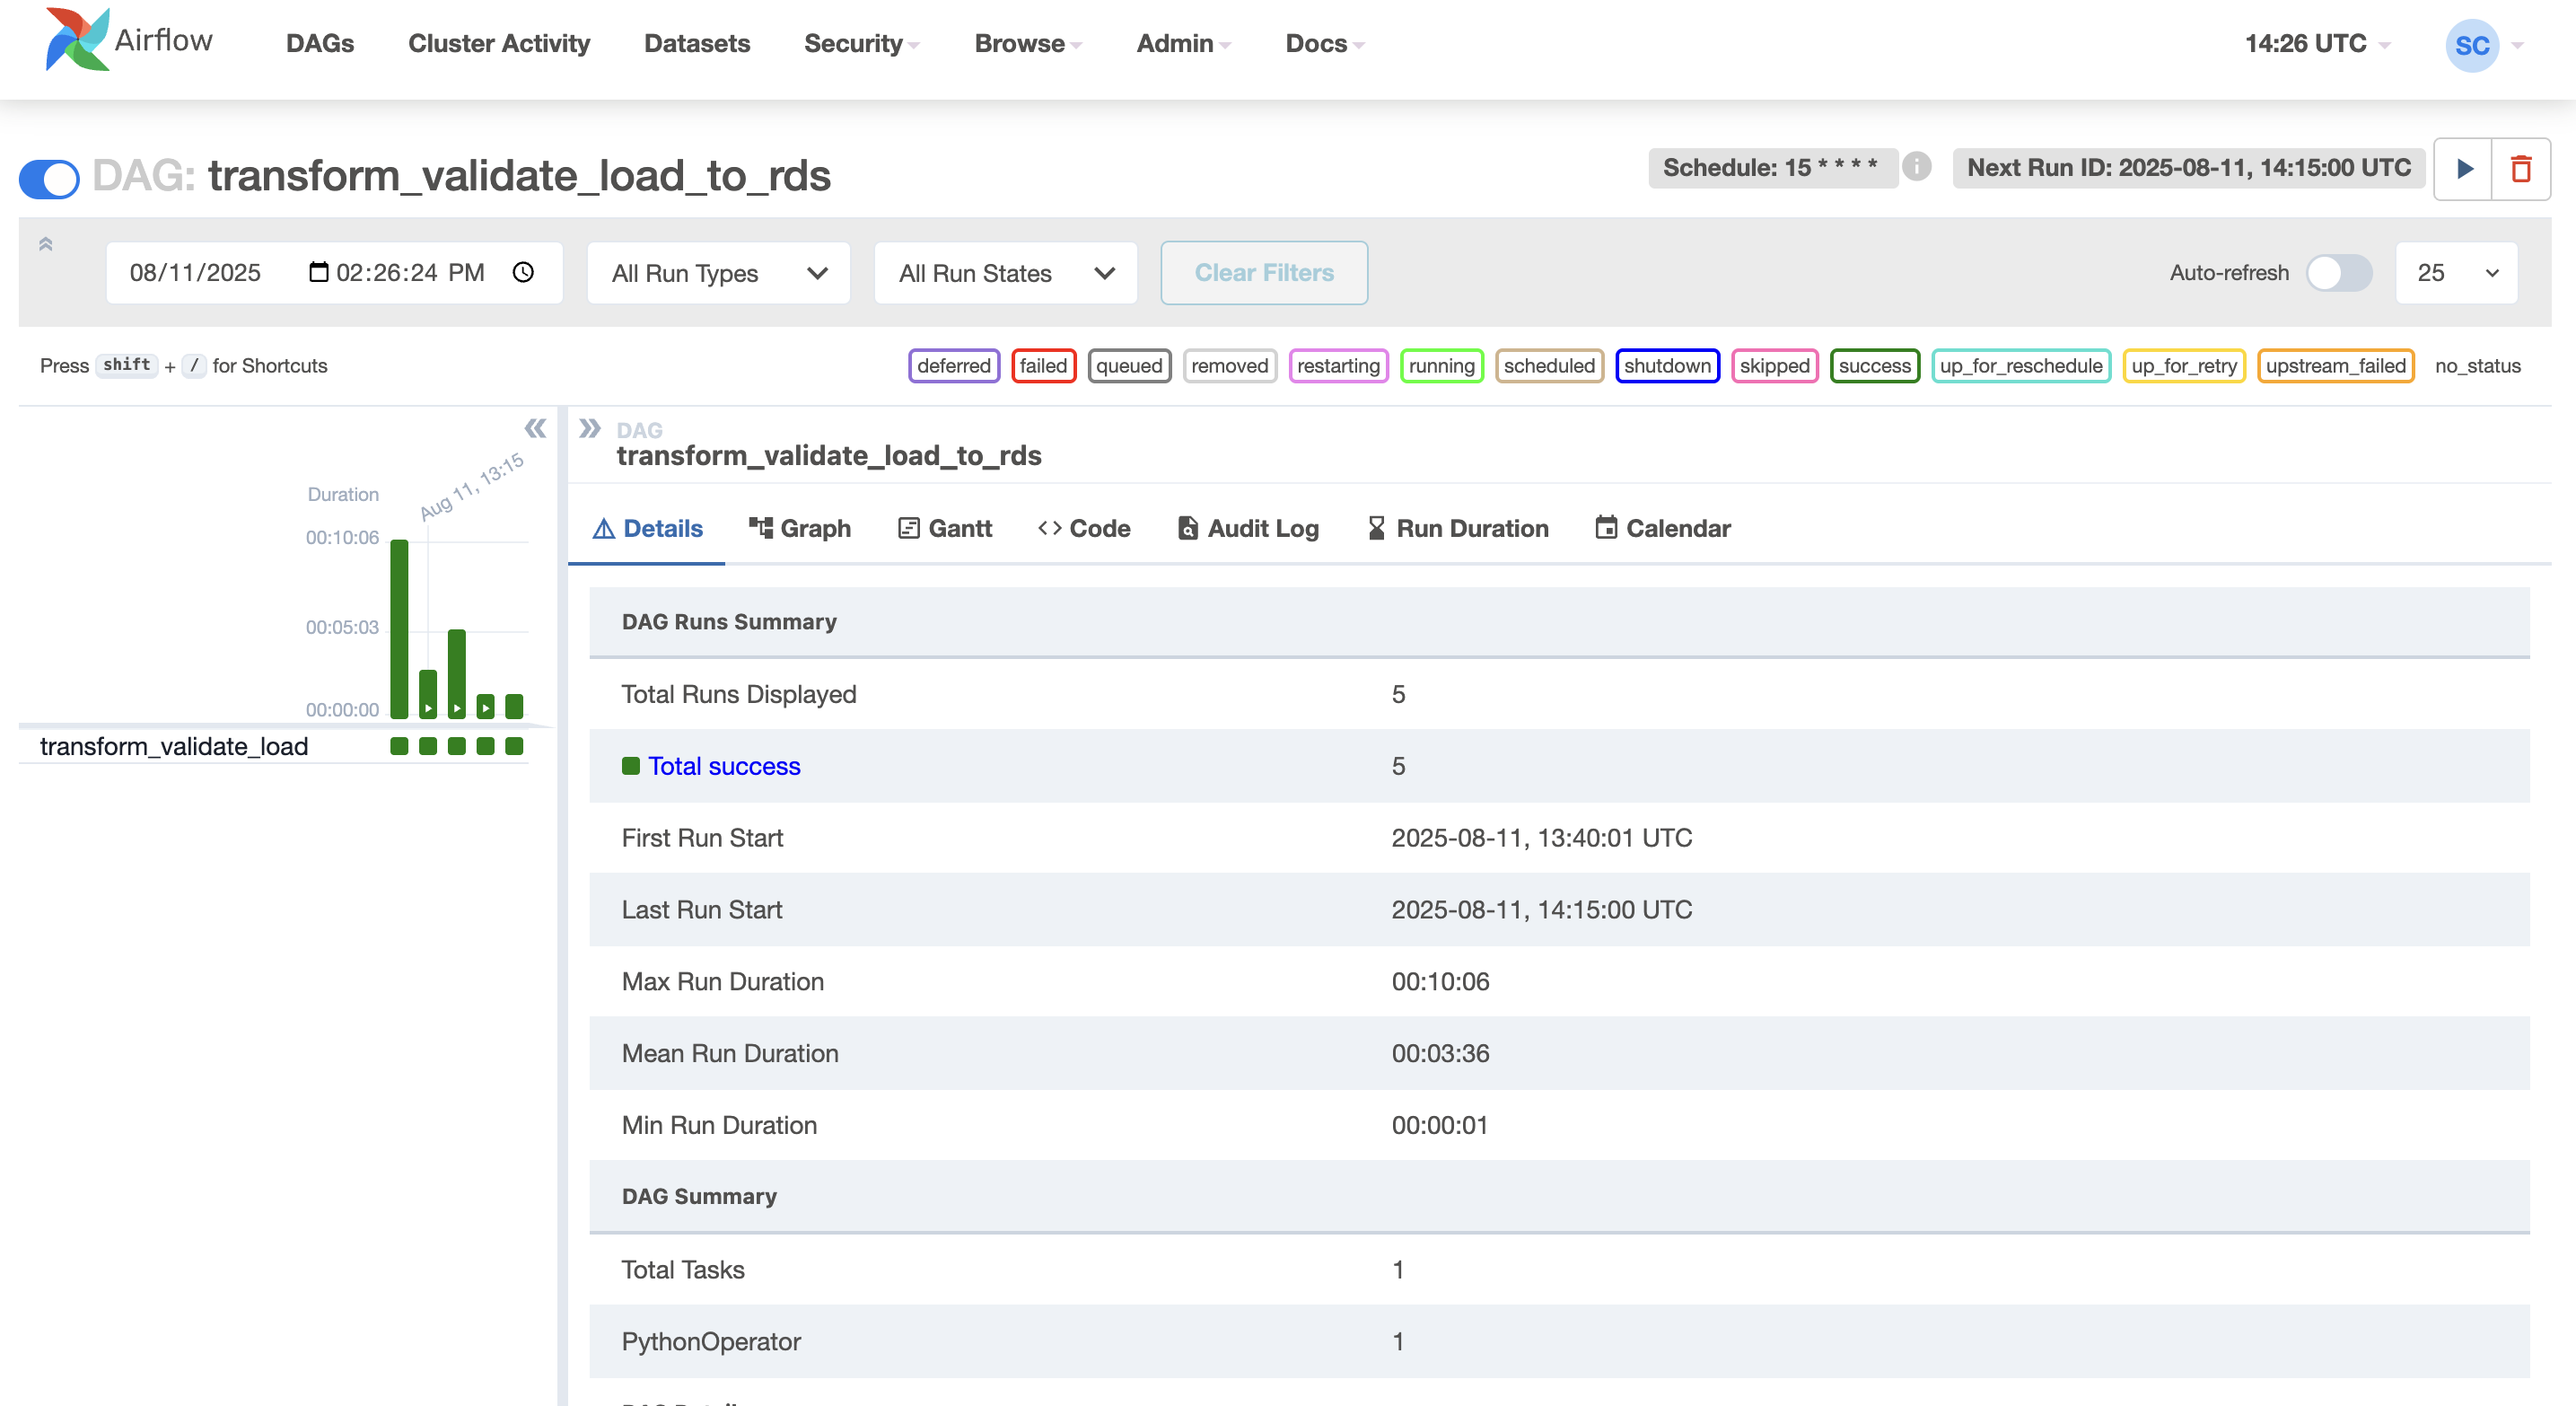 Airflow DAGs Cluster Activity Datasets Security Browse Admin Docs 14:26 UTC SC
DAG: transform_validate_load_to_rds Schedule: 15 * * * * i Next Run ID: 2025-08-11, 14:15:00 UTC
08/11/2025 02:26:24 PM All Run Types All Run States Clear Filters Auto-refresh 25
Press shift + / for Shortcuts deferred failed queued removed restarting running scheduled shutdown skipped success up_for_reschedule up_for_retry upstream_failed no_status
Duration
Aug 11, 13:15
00:10:06
00:05:03
00:00:00
transform_validate_load
DAG
transform_validate_load_to_rds
Details Graph Gantt Code Audit Log Run Duration Calendar
DAG Runs Summary
Total Runs Displayed 5
Total success 5
First Run Start 2025-08-11, 13:40:01 UTC
Last Run Start 2025-08-11, 14:15:00 UTC
Max Run Duration 00:10:06
Mean Run Duration 00:03:36
Min Run Duration 00:00:01
DAG Summary
Total Tasks 1
PythonOperator 1